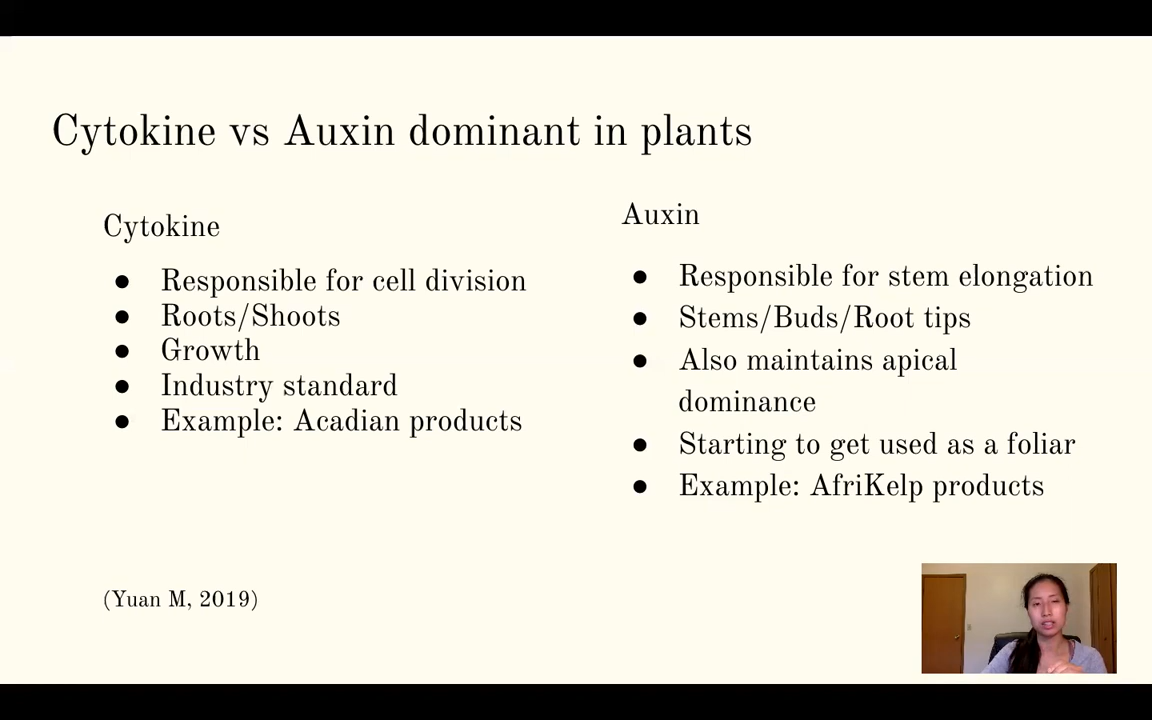 Cytokine vs Auxin dominant in plants
Cytokine
● Responsible for cell division
● Roots/Shoots
● Growth
● Industry standard
● Example: Acadian products
Auxin
● Responsible for stem elongation
● Stems/Buds/Root tips
● Also maintains apical
dominance
● Starting to get used as a foliar
● Example: AfriKelp products
(Yuan M, 2019)